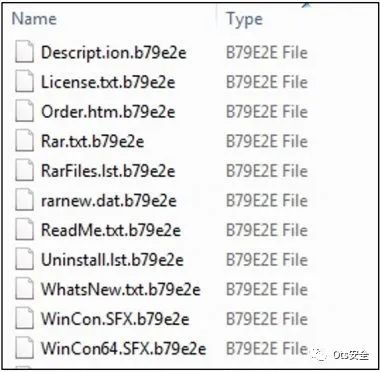 Name Type
Descript.ion.b79e2e B79E2E File
License.txt.b79e2e B79E2E File
Order.htm.b79e2e B79E2E File
Rar.txt.b79e2e B79E2E File
RarFiles.lst.b79e2e B79E2E File
rarnew.dat.b79e2e B79E2E File
ReadMe.txt.b79e2e B79E2E File
Uninstall.lst.b79e2e B79E2E File
WhatsNew.txt.b79e2e B79E2E File
WinCon.SFX.b79e2e B79E2E File
WinCon64.SFX.b79e2e B79E2E File
Ots安全